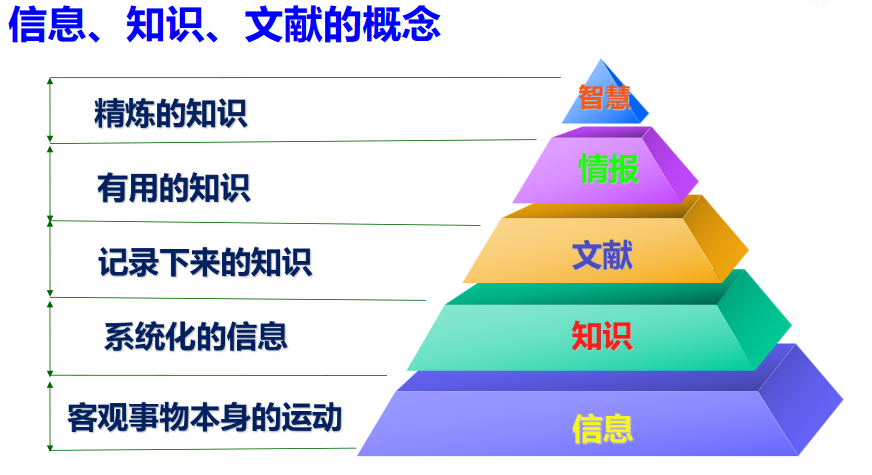 信息、知识、文献的概念
精炼的知识
智慧
有用的知识
情报
记录下来的知识
文献
系统化的信息
知识
客观事物本身的运动
信息